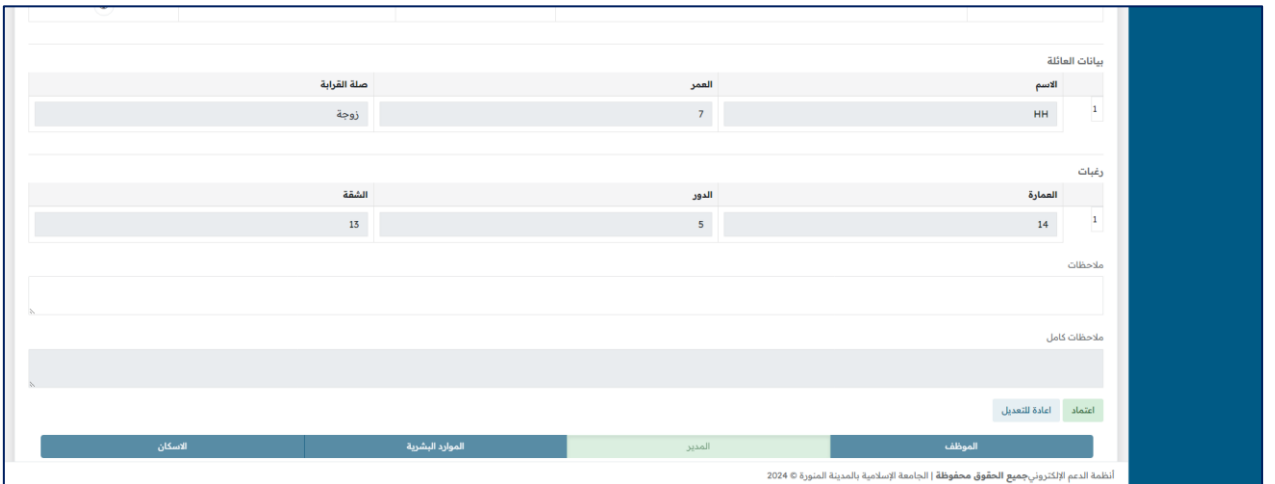 بيانات العائلة
الاسم العمر صلة القرابة
1 HH 7 زوجة
رغبات
العمارة الدور الشقة
1 14 5 13
ملاحظات
ملاحظات كامل
اعتماد اعادة للتعديل
الموظف المدير الموارد البشرية الاسكان
أنظمة الدعم الإلكتروني جميع الحقوق محفوظة | الجامعة الإسلامية بالمدينة المنورة © 2024